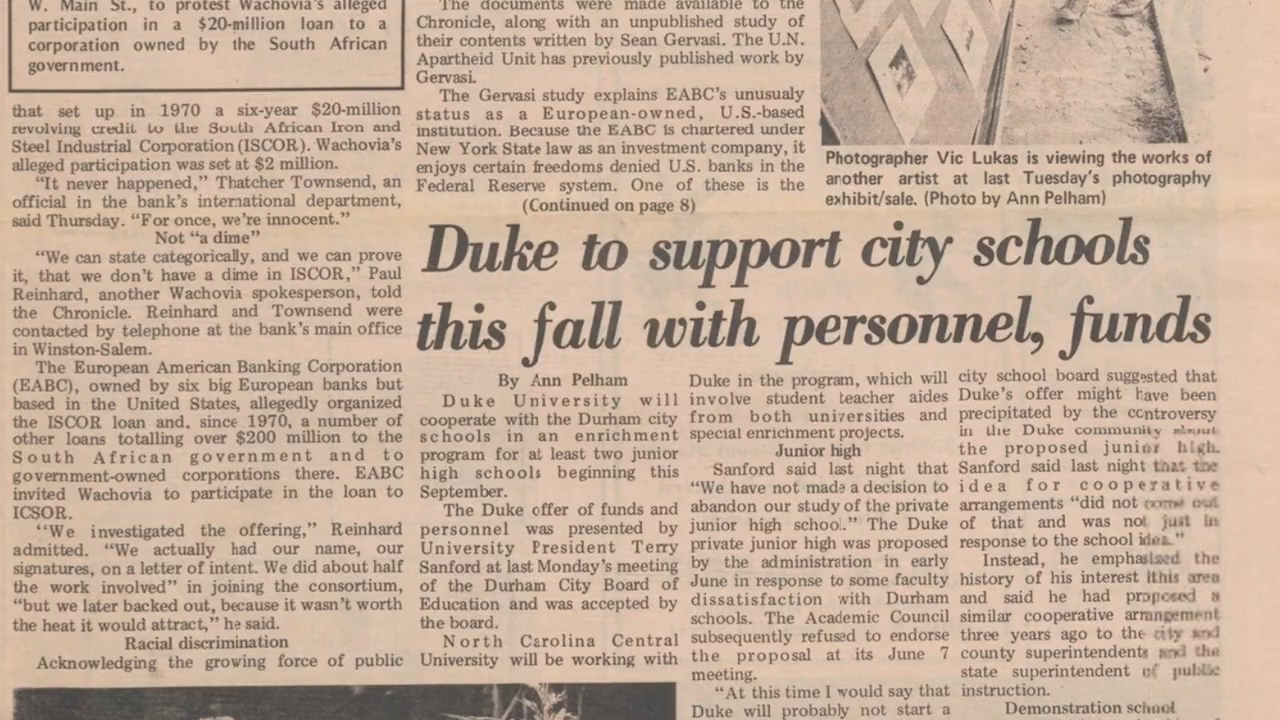 W. Main St., to protest Wachovia's alleged
participation in a $20-million loan to a
corporation owned by the South African
government.
that set up in 1970 a six-year $20-million
revolving credit to the South African Iron and
Steel Industrial Corporation (ISCOR). Wachovia's
alleged participation was set at $2 million.
"It never happened," Thatcher Townsend, an
official in the bank's international department,
said Thursday. "For once, we're innocent."
Not "a dime"
"We can state categorically, and we can prove
it, that we don't have a dime in ISCOR," Paul
Reinhard, another Wachovia spokesperson, told
the Chronicle. Reinhard and Townsend were
contacted by telephone at the bank's main office
in Winston-Salem.
The European American Banking Corporation
(EABC), owned by six big European banks but
based in the United States, allegedly organized
the ISCOR loan and, since 1970, a number of
other loans totalling over $200 million to the
South African government and to
government-owned corporations there. EABC
invited Wachovia to participate in the loan to
ICSOR.
"We investigated the offering," Reinhard
admitted. "We actually had our name, our
signatures, on a letter of intent. We did about half
the work involved" in joining the consortium,
"but we later backed out, because it wasn't worth
the heat it would attract," he said.
Racial discrimination
Acknowledging the growing force of public
The documents were made available to the
Chronicle, along with an unpublished study of
their contents written by Sean Gervasi. The U.N.
Apartheid Unit has previously published work by
Gervasi.
The Gervasi study explains EABC's unusualy
status as a European-owned, U.S.-based
institution. Because the EABC is chartered under
New York State law as an investment company, it
enjoys certain freedoms denied U.S. banks in the
Federal Reserve system. One of these is the
(Continued on page 8)
Photographer Vic Lukas is viewing the works of
another artist at last Tuesday's photography
exhibit/sale. (Photo by Ann Pelham)
Duke to support city schools
this fall with personnel, funds
By Ann Pelham
Duke University will
cooperate with the Durham city
schools in an enrichment
program for at least two junior
high schools beginning this
September.
The Duke offer of funds and
personnel was presented by
University President Terry
Sanford at last Monday's meeting
of the Durham City Board of
Education and was accepted by
the board.
North Carolina Central
University will be working with
Duke in the program, which will
involve student teacher aides
from both universities and
special enrichment projects.
Junior high
Sanford said last night that
"We have not made a decision to
abandon our study of the private
junior high school." The Duke
private junior high was proposed
by the administration in early
June in response to some faculty
dissatisfaction with Durham
schools. The Academic Council
subsequently refused to endorse
the proposal at its June 7
meeting.
"At this time I would say that
Duke will probably not start a
city school board suggested that
Duke's offer might have been
precipitated by the controversy
in the Duke community about
the proposed junior high.
Sanford said last night that the
idea for cooperative
arrangements "did not come out
of that and was not just in
response to the school idea."
Instead, he emphasized the
history of his interest ithis area
and said he had proposed a
similar cooperative arrangement
three years ago to the city and
county superintendents and the
state superintendent of public
instruction.
Demonstration school